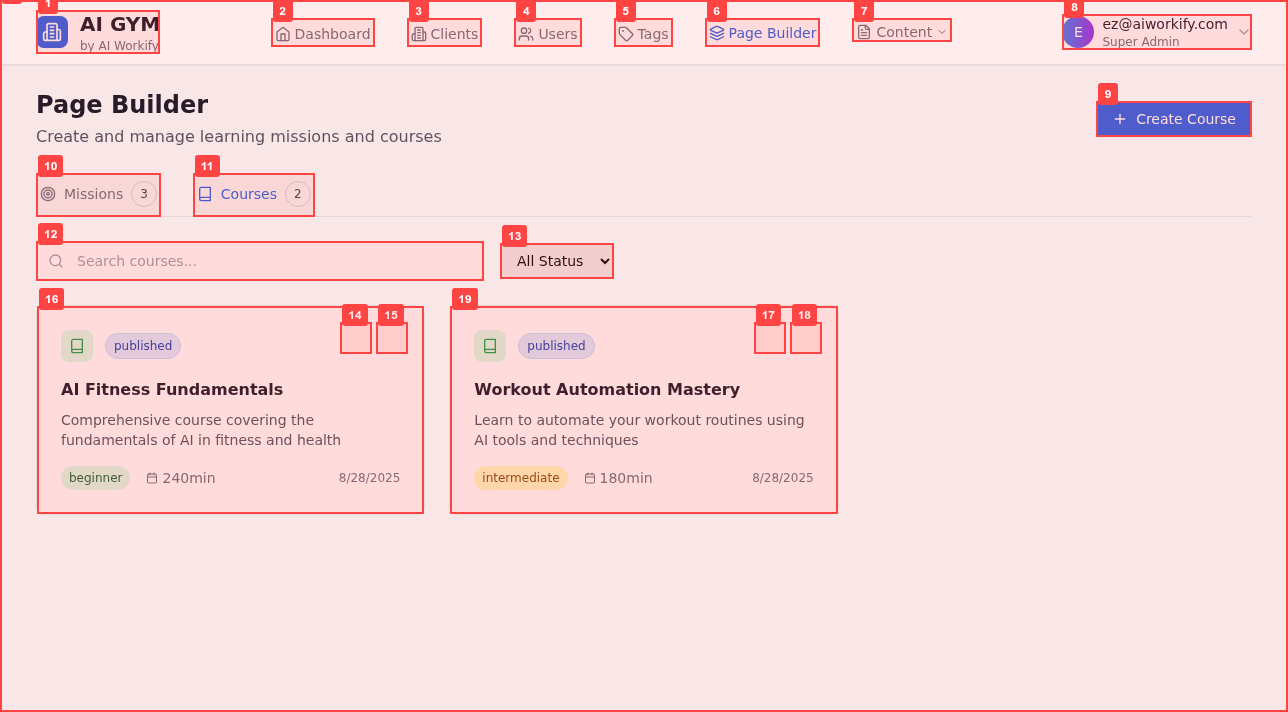 1
2
3
4
5
6
7
8
AI GYM
by AI Workify
Dashboard
Clients
Users
Tags
Page Builder
Content
E
ez@aiworkify.com
Super Admin
Page Builder
Create and manage learning missions and courses
9
Create Course
10
11
Missions 3
Courses 2
12
13
Search courses...
All Status
16
14
15
19
17
18
published
published
AI Fitness Fundamentals
Workout Automation Mastery
Comprehensive course covering the
fundamentals of AI in fitness and health
Learn to automate your workout routines using
AI tools and techniques
beginner
240min
8/28/2025
intermediate
180min
8/28/2025